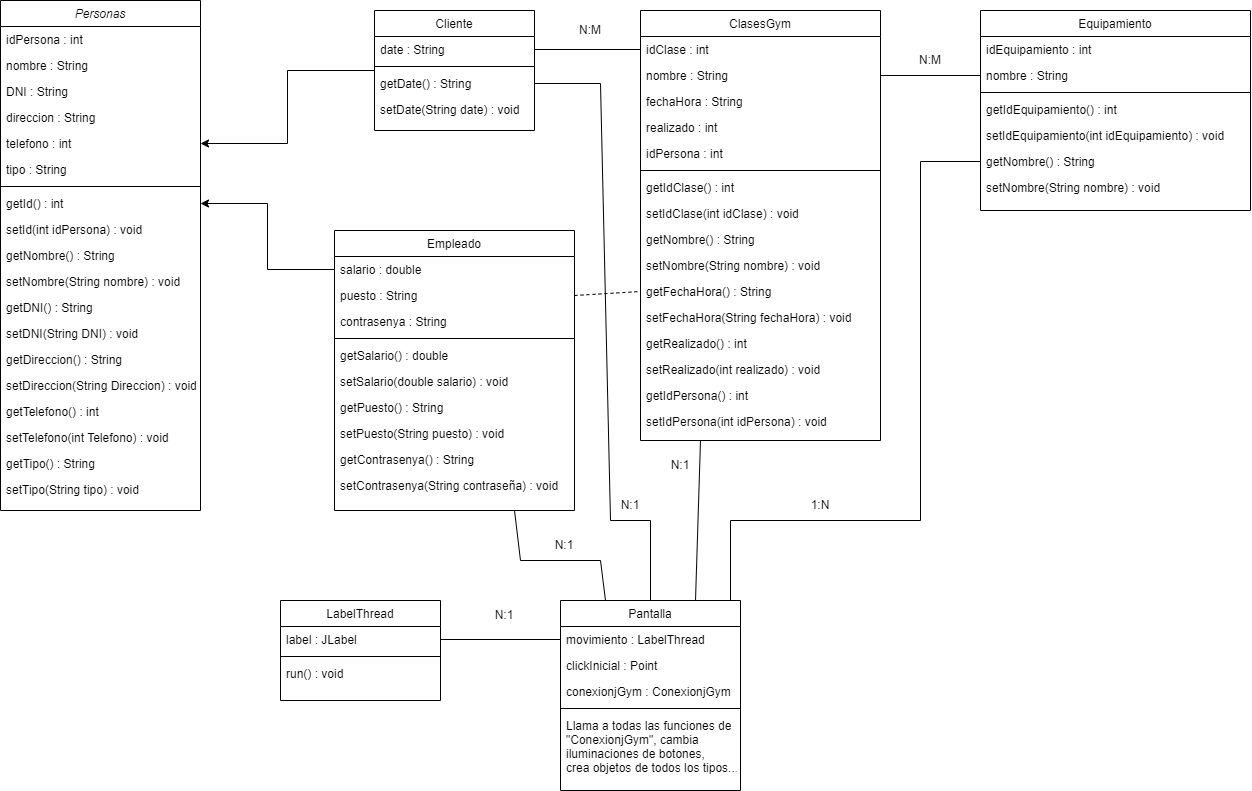 Personas
idPersona : int
nombre : String
DNI : String
direccion : String
telefono : int
tipo : String
getId() : int
setId(int idPersona) : void
getNombre() : String
setNombre(String nombre) : void
getDNI() : String
setDNI(String DNI) : void
getDireccion() : String
setDireccion(String Direccion) : void
getTelefono() : int
setTelefono(int Telefono) : void
getTipo() : String
setTipo(String tipo) : void
Cliente
date : String
getDate() : String
setDate(String date) : void
N:M
ClasesGym
idClase : int
nombre : String
fechaHora : String
realizado : int
idPersona : int
getIdClase() : int
setIdClase(int idClase) : void
getNombre() : String
setNombre(String nombre) : void
getFechaHora() : String
setFechaHora(String fechaHora) : void
getRealizado() : int
setRealizado(int realizado) : void
getIdPersona() : int
setIdPersona(int idPersona) : void
N:M
Equipamiento
idEquipamiento : int
nombre : String
getIdEquipamiento() : int
setIdEquipamiento(int idEquipamiento) : void
getNombre() : String
setNombre(String nombre) : void
Empleado
salario : double
puesto : String
contrasenya : String
getSalario() : double
setSalario(double salario) : void
getPuesto() : String
setPuesto(String puesto) : void
getContrasenya() : String
setContrasenya(String contraseña) : void
N:1
N:1
N:1
1:N
LabelThread
label : JLabel
run() : void
N:1
Pantalla
movimiento : LabelThread
clickInicial : Point
conexionjGym : ConexionjGym
Llama a todas las funciones de
"ConexionjGym", cambia
iluminaciones de botones,
crea objetos de todos los tipos...